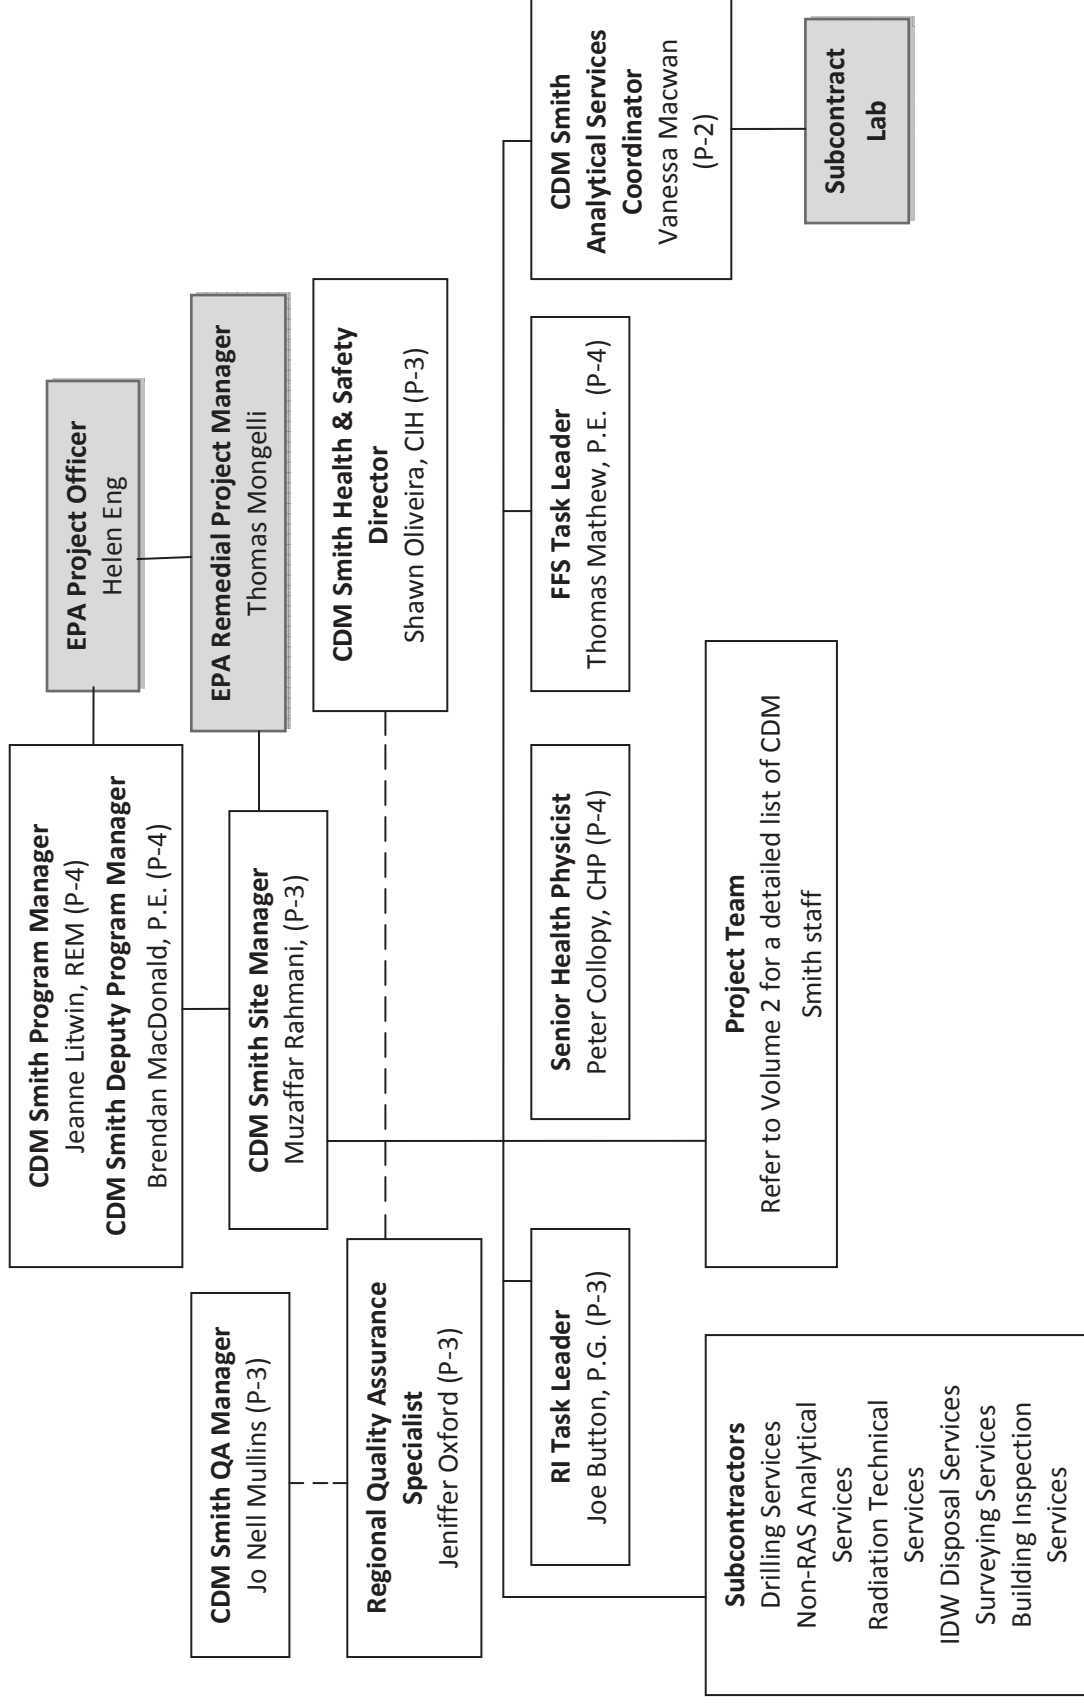 CDM Smith Program Manager
Jeanne Litwin, REM (P-4)
CDM Smith Deputy Program Manager
Brendan MacDonald, P.E. (P-4)
EPA Project Officer
Helen Eng
CDM Smith QA Manager
Jo Nell Mullins (P-3)
CDM Smith Site Manager
Muzaffar Rahmani, (P-3)
EPA Remedial Project Manager
Thomas Mongelli
Regional Quality Assurance
Specialist
Jeniffer Oxford (P-3)
CDM Smith Health & Safety
Director
Shawn Oliveira, CIH (P-3)
RI Task Leader
Joe Button, P.G. (P-3)
Senior Health Physicist
Peter Collopy, CHP (P-4)
FFS Task Leader
Thomas Mathew, P.E. (P-4)
CDM Smith
Analytical Services
Coordinator
Vanessa Macwan
(P-2)
Subcontractors
Drilling Services
Non-RAS Analytical
Services
Radiation Technical
Services
IDW Disposal Services
Surveying Services
Building Inspection
Services
Project Team
Refer to Volume 2 for a detailed list of CDM
Smith staff
Subcontract
Lab